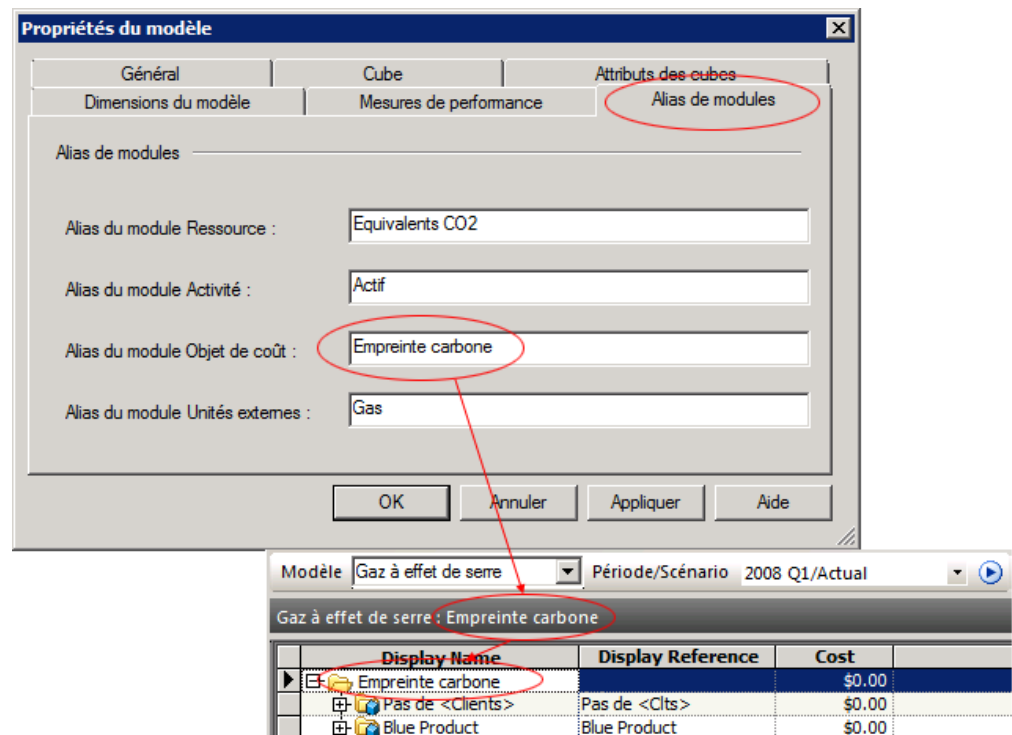 Propriétés du modèle
Général Cube Attributs des cubes
Dimensions du modèle Mesures de performance Alias de modules
Alias de modules
Alias du module Ressource : Equivalents CO2
Alias du module Activité : Actif
Alias du module Objet de coût : Empreinte carbone
Alias du module Unités externes : Gas
OK Annuler Appliquer Aide
Modèle Gaz à effet de serre Période/Scénario 2008 Q1/Actual
Gaz à effet de serre : Empreinte carbone
Display Name Display Reference Cost
Empreinte carbone $0.00
Pas de <Clients> Pas de <Clts> $0.00
Blue Product Blue Product $0.00